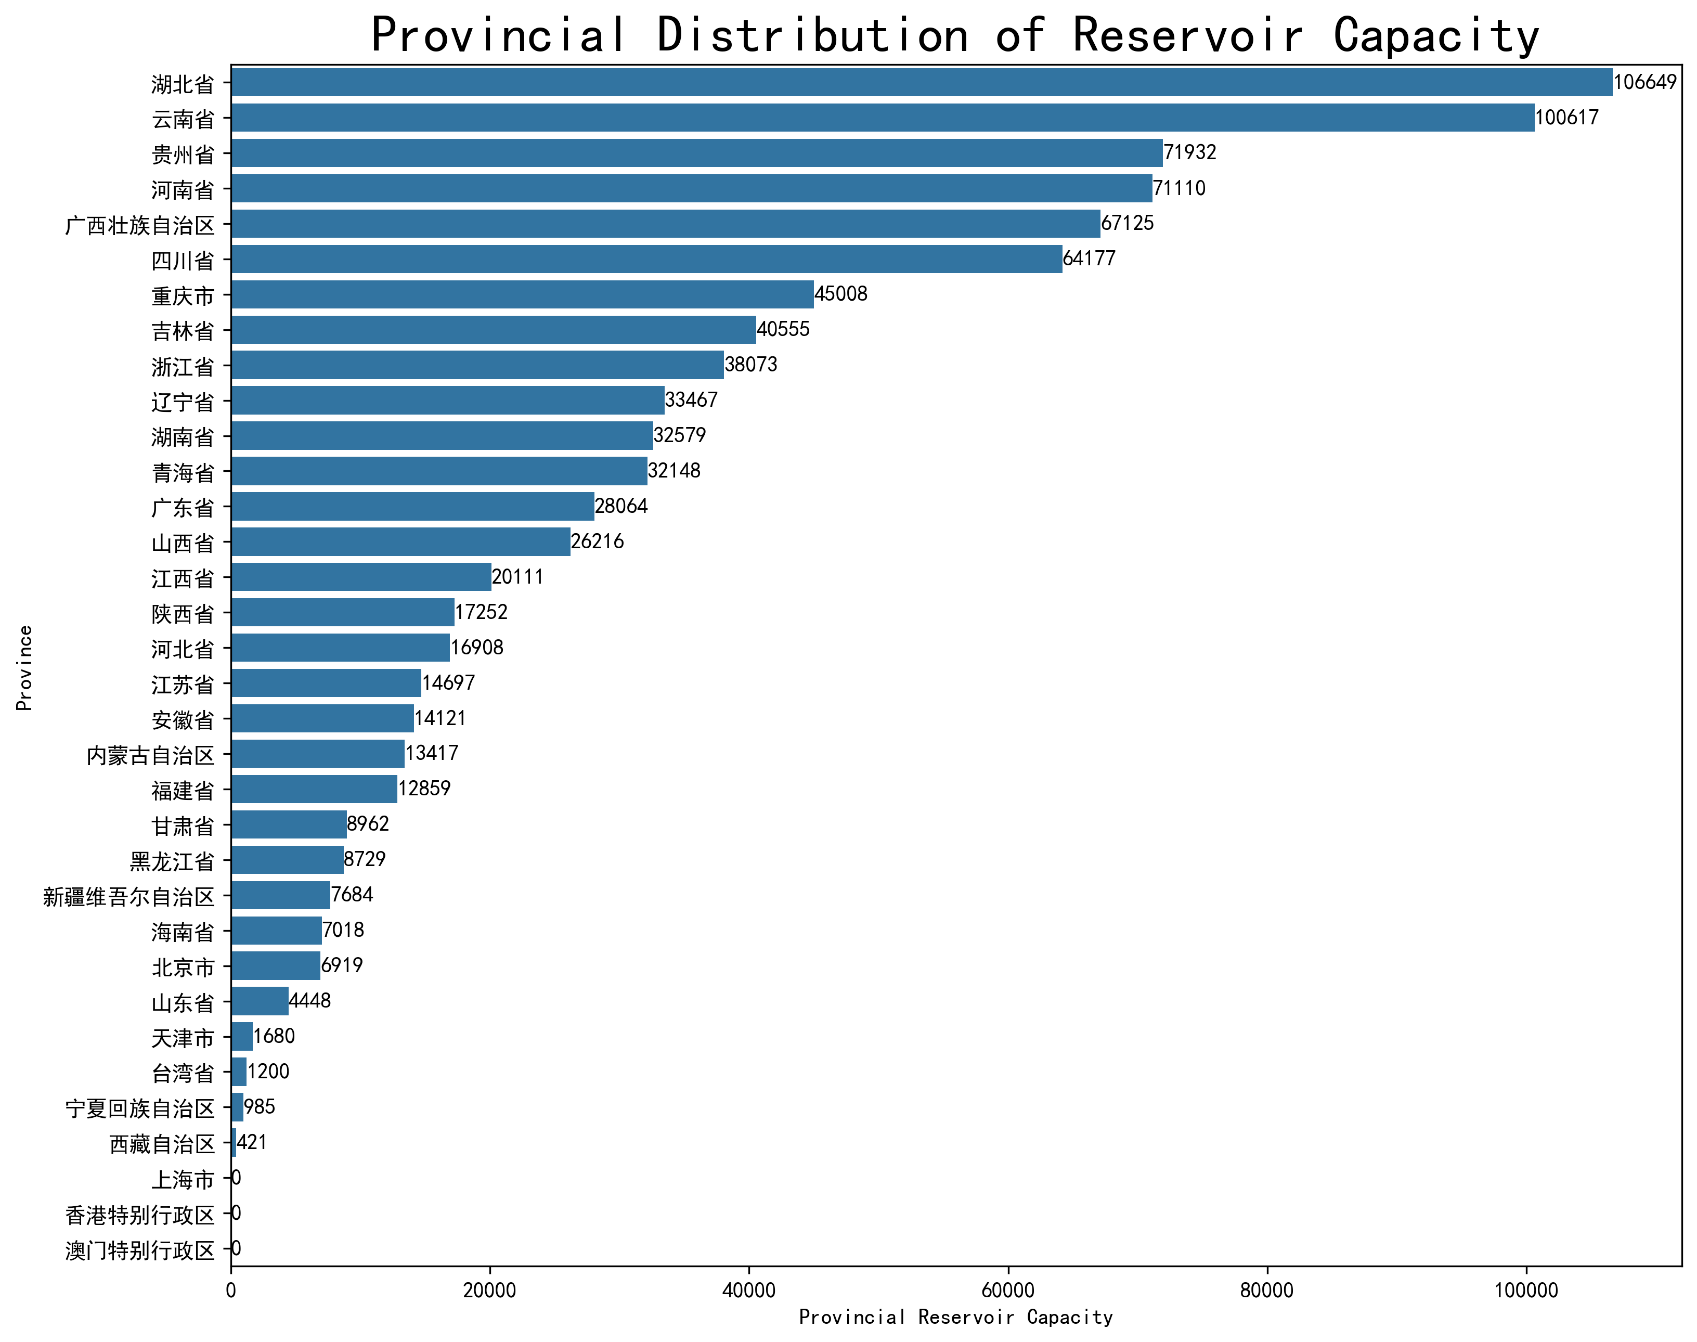 Provincial Distribution of Reservoir Capacity
湖北省 106649
云南省 100617
贵州省 71932
河南省 71110
广西壮族自治区 67125
四川省 64177
重庆市 45008
吉林省 40555
浙江省 38073
辽宁省 33467
湖南省 32579
青海省 32148
广东省 28064
山西省 26216
江西省 20111
陕西省 17252
河北省 16908
江苏省 14697
安徽省 14121
内蒙古自治区 13417
福建省 12859
甘肃省 8962
黑龙江省 8729
新疆维吾尔自治区 7684
海南省 7018
北京市 6919
山东省 4448
天津市 1680
台湾省 1200
宁夏回族自治区 985
西藏自治区 421
上海市 0
香港特别行政区 0
澳门特别行政区 0
Province
0 20000 40000 60000 80000 100000
Provincial Reservoir Capacity